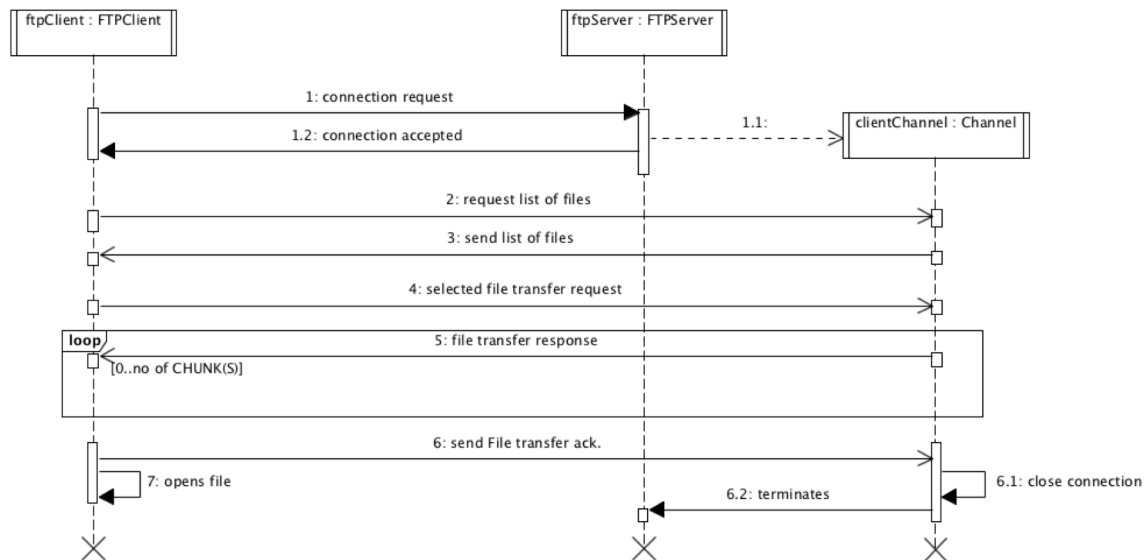 ftpClient : FTPClient
ftpServer : FTPServer
1: connection request
1.2: connection accepted
1.1:
clientChannel : Channel
2: request list of files
3: send list of files
4: selected file transfer request
loop
5: file transfer response
[0..no of CHUNK(S)]
6: send File transfer ack.
7: opens file
6.1: close connection
6.2: terminates